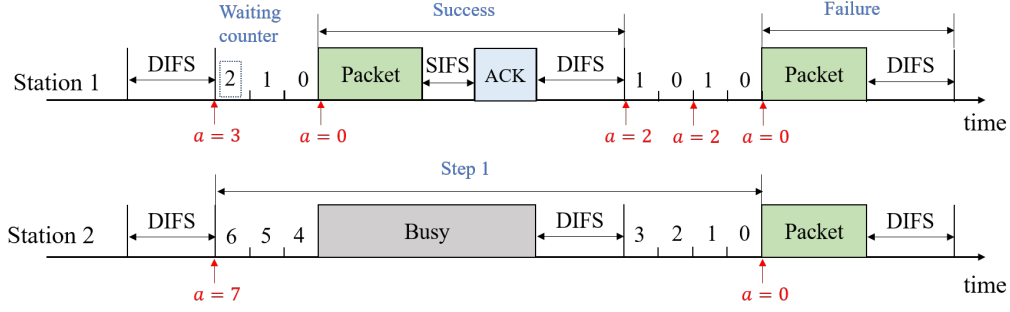 Waiting
counter
Success
Failure
Station 1
DIFS
2 1 0
Packet
SIFS
ACK
DIFS
1 0 1 0
Packet
DIFS
time
a = 3
a = 0
a = 2
a = 2
a = 0
Step 1
Station 2
DIFS
6 5 4
Busy
DIFS
3 2 1 0
Packet
DIFS
time
a = 7
a = 0